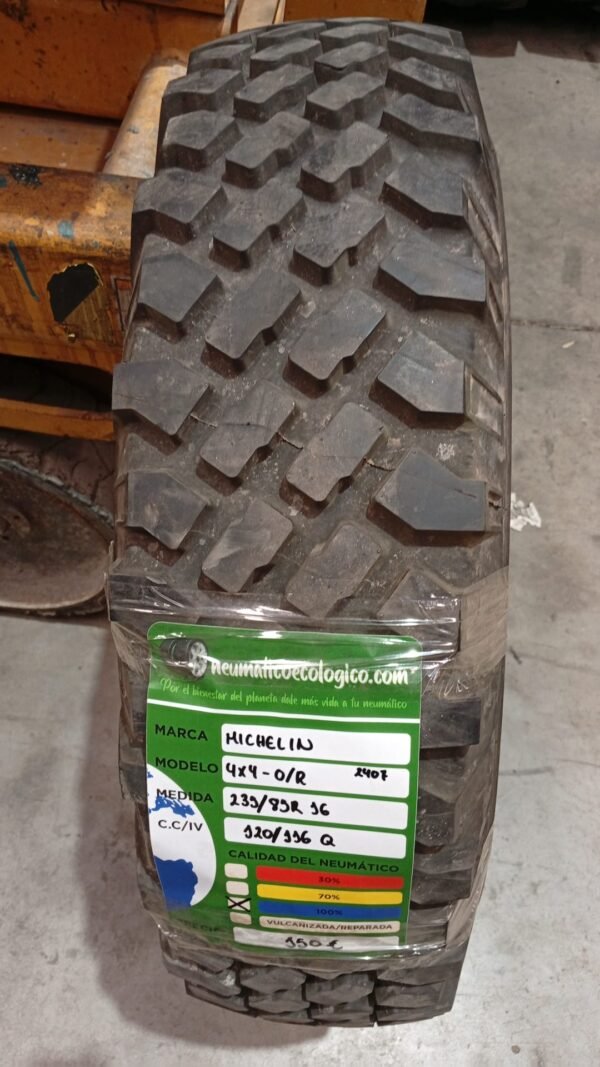 neumaticoecologico.com
Por el bienestar del planeta dale más vida a tu neumático
MARCA MICHELIN
MODELO 4X4-O/R 2407
MEDIDA 235/85R 16
C.C/IV 120/116 Q
CALIDAD DEL NEUMÁTICO
50%
70%
100%
VULCANIZADA/REPARADA
150€